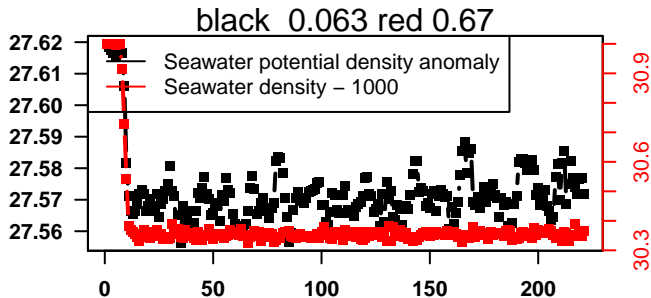 black  0.063 red 0.67
Seawater potential density anomaly
Seawater density − 1000
27.62
27.61
27.60
27.59
27.58
27.57
27.56
30.9
30.6
30.3
0 50 100 150 200